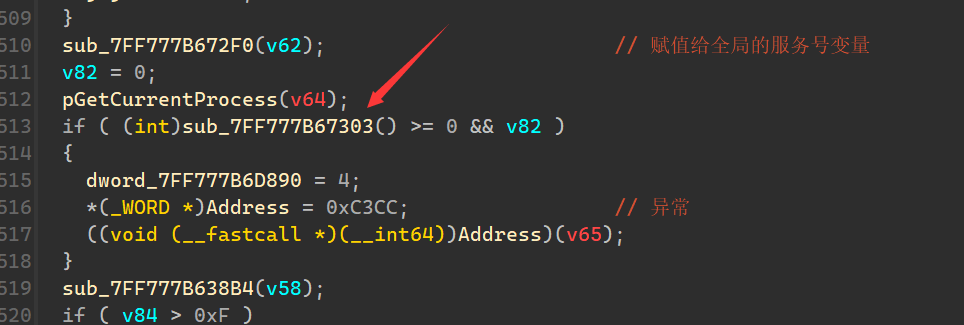 509 }
510 sub_7FF777B672F0(v62); // 赋值给全局的服务号变量
511 v82 = 0;
512 pGetCurrentProcess(v64);
513 if ( (int)sub_7FF777B67303() >= 0 && v82 )
514 {
515 dword_7FF777B6D890 = 4;
516 *(_WORD *)Address = 0xC3CC; // 异常
517 ((void (__fastcall *)(__int64))Address)(v65);
518 }
519 sub_7FF777B638B4(v58);
520 if ( v84 > 0xF )